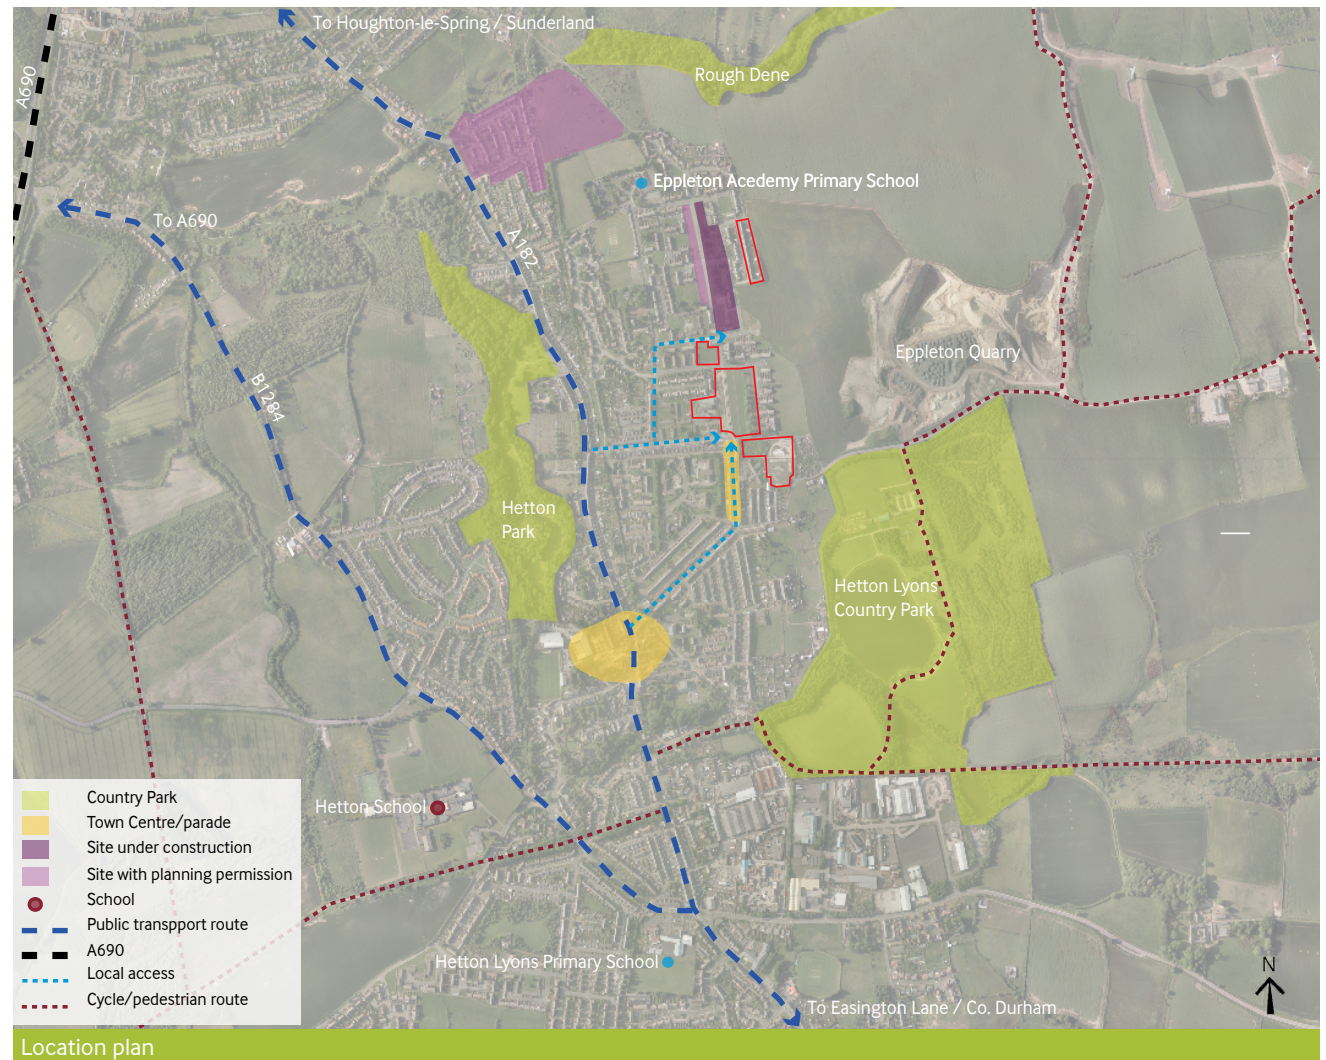 To Houghton-le-Spring / Sunderland
A690
Rough Dene
Eppleton Acedemy Primary School
To A690
A182
Eppleton Quarry
B1284
Hetton
Park
Hetton Lyons
Country Park
Hetton School
Hetton Lyons Primary School
To Easington Lane / Co. Durham
N
Country Park
Town Centre/parade
Site under construction
Site with planning permission
School
Public transpport route
A690
Local access
Cycle/pedestrian route
Location plan